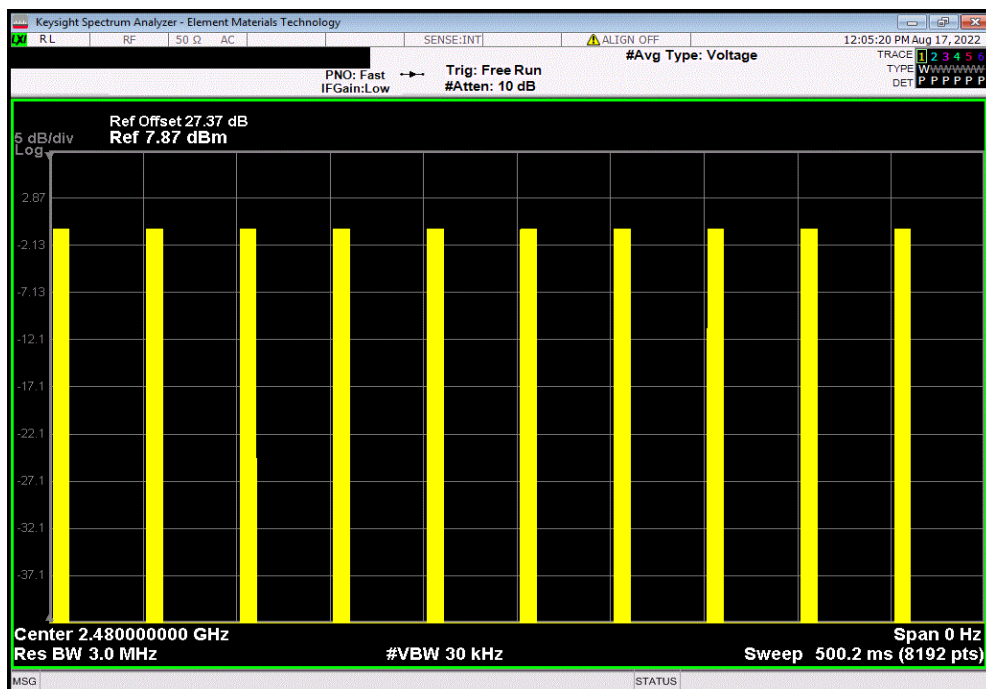 Keysight Spectrum Analyzer - Element Materials Technology
LXI RL RF 50 Ω AC SENSE:INT ALIGN OFF 12:05:20 PM Aug 17, 2022
#Avg Type: Voltage TRACE 1 2 3 4 5 6
PNO: Fast Trig: Free Run TYPE WWWWWW
IFGain:Low #Atten: 10 dB DET P P P P P P
Ref Offset 27.37 dB
5 dB/div Ref 7.87 dBm
Log
2.87
-2.13
-7.13
-12.1
-17.1
-22.1
-27.1
-32.1
-37.1
Center 2.480000000 GHz Span 0 Hz
Res BW 3.0 MHz #VBW 30 kHz Sweep 500.2 ms (8192 pts)
MSG STATUS